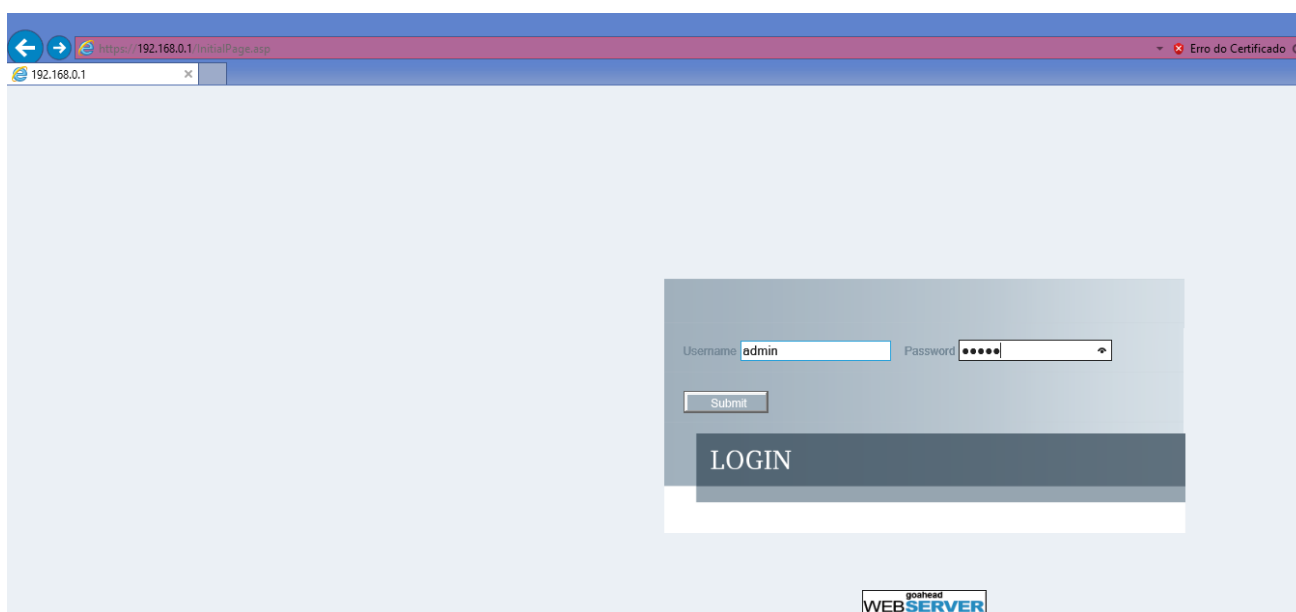 https://192.168.0.1/InitialPage.asp
Erro do Certificado
192.168.0.1
Username admin Password •••••
Submit
LOGIN
goahead
WEBSERVER